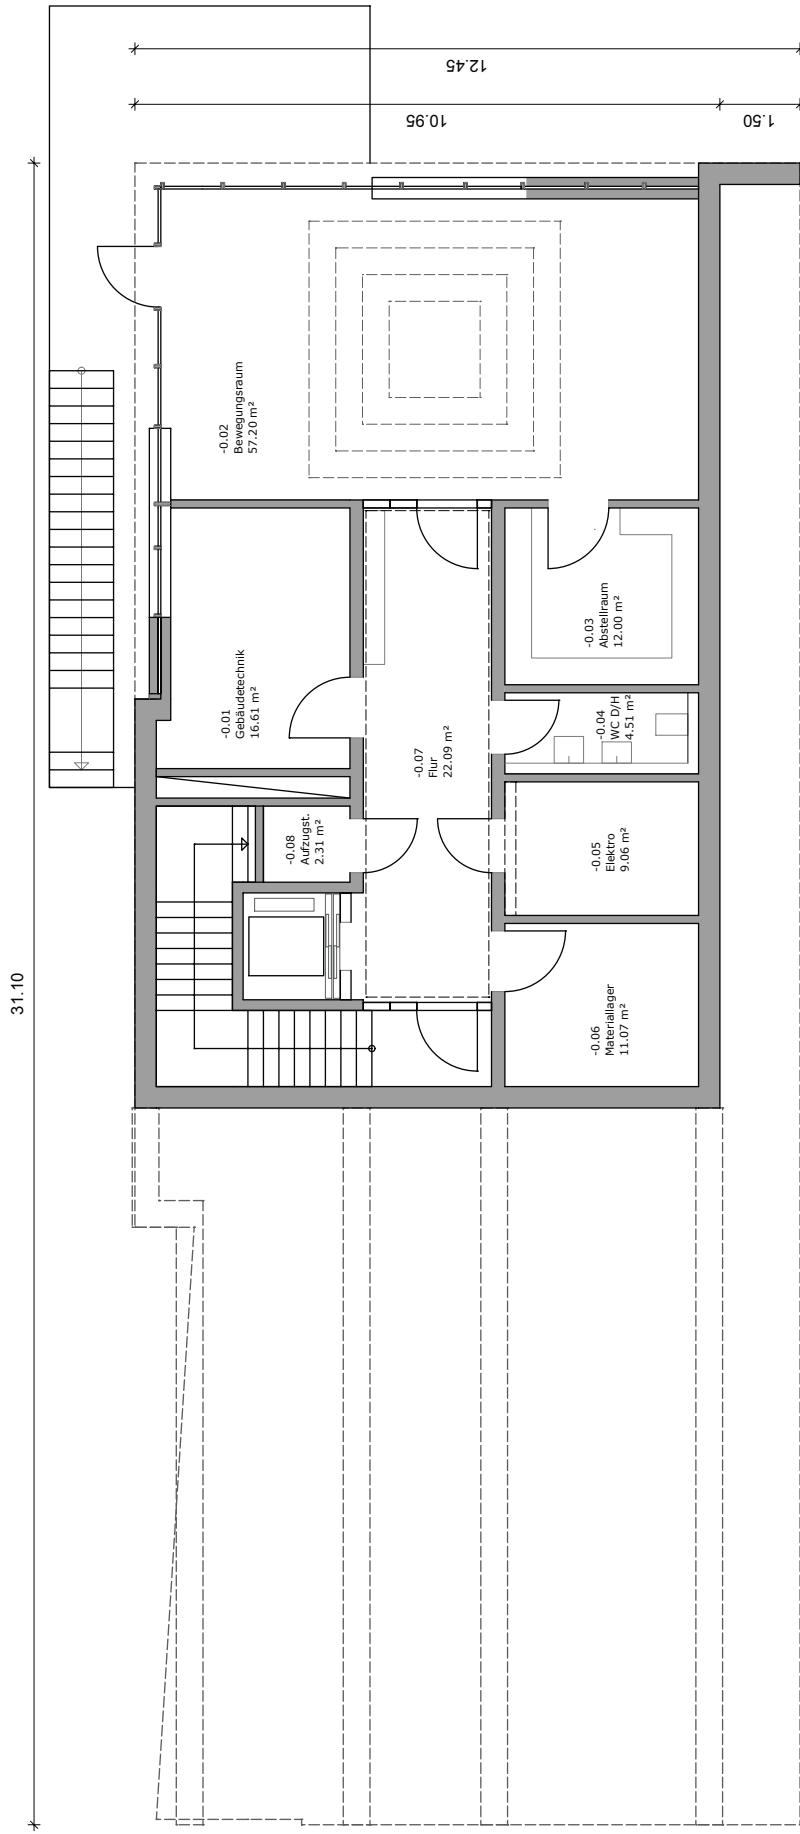 12.45
10.95
1.50
31.10
-0.02
Bewegungsraum
57.20 m²
-0.03
Abstellraum
12.00 m²
-0.01
Gebäudetechnik
16.61 m²
-0.04
WC D/H
4.51 m²
-0.07
Flur
22.09 m²
-0.08
Aufzugst.
2.31 m²
-0.05
Elektro
9.06 m²
-0.06
Materiallager
11.07 m²